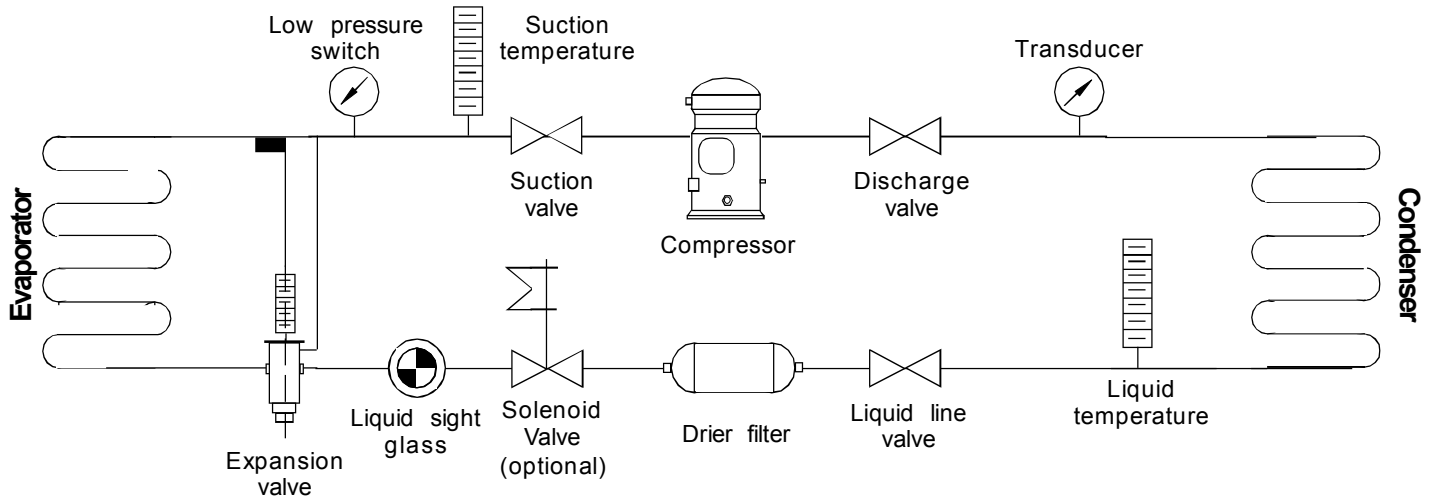 Low pressure
switch
Suction
temperature
Transducer
Suction
valve
Compressor
Discharge
valve
Evaporator
Condenser
Expansion
valve
Liquid sight
glass
Solenoid
Valve
(optional)
Drier filter
Liquid line
valve
Liquid
temperature